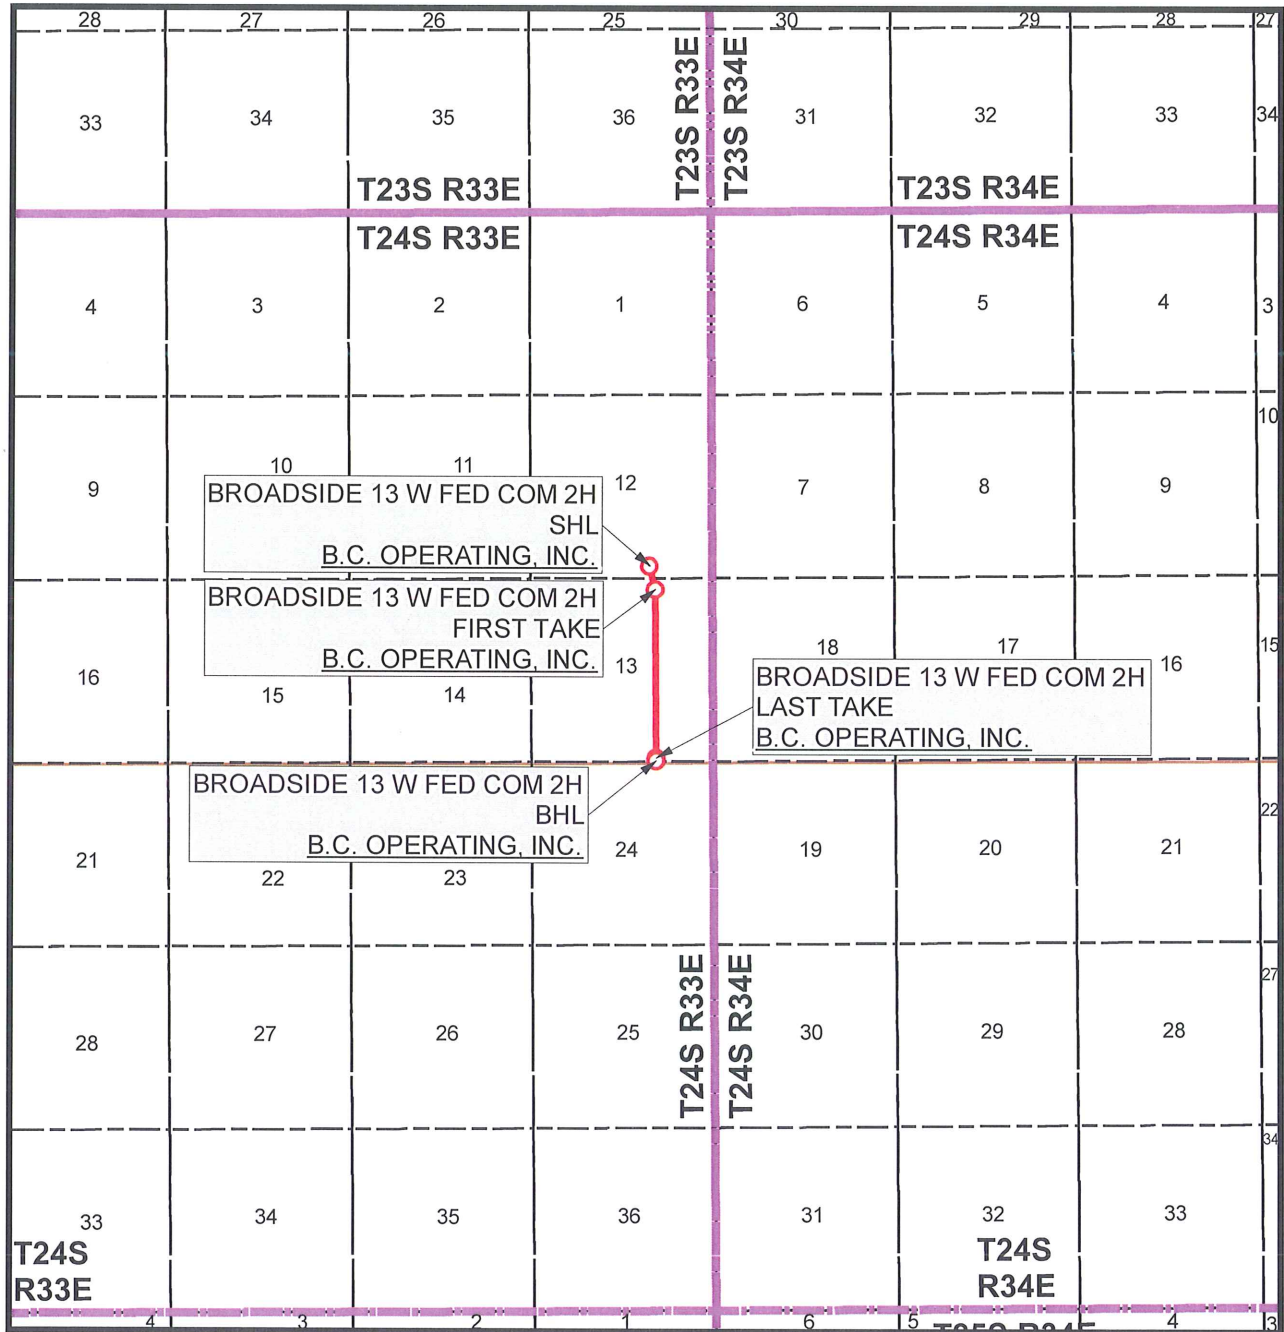 28 27 26 25 30 29 28 27
33 34 35 36 31 32 33 34
T23S R33E
T23S R34E
T23S R33E
T23S R34E
T24S R33E
T24S R34E
4 3 2 1 6 5 4 3
10
9 10 11 12 7 8 9
BROADSIDE 13 W FED COM 2H
SHL
B.C. OPERATING, INC.
BROADSIDE 13 W FED COM 2H
FIRST TAKE
B.C. OPERATING, INC.
16 15 14 13 18 17 16 15
BROADSIDE 13 W FED COM 2H
LAST TAKE
B.C. OPERATING, INC.
BROADSIDE 13 W FED COM 2H
BHL
B.C. OPERATING, INC.
22
21 22 23 24 19 20 21
T24S R33E
T24S R34E
27
28 27 26 25 30 29 28
34
33 34 35 36 31 32 33
T24S
R33E
T24S
R34E
4 3 2 1 6 5 4 3